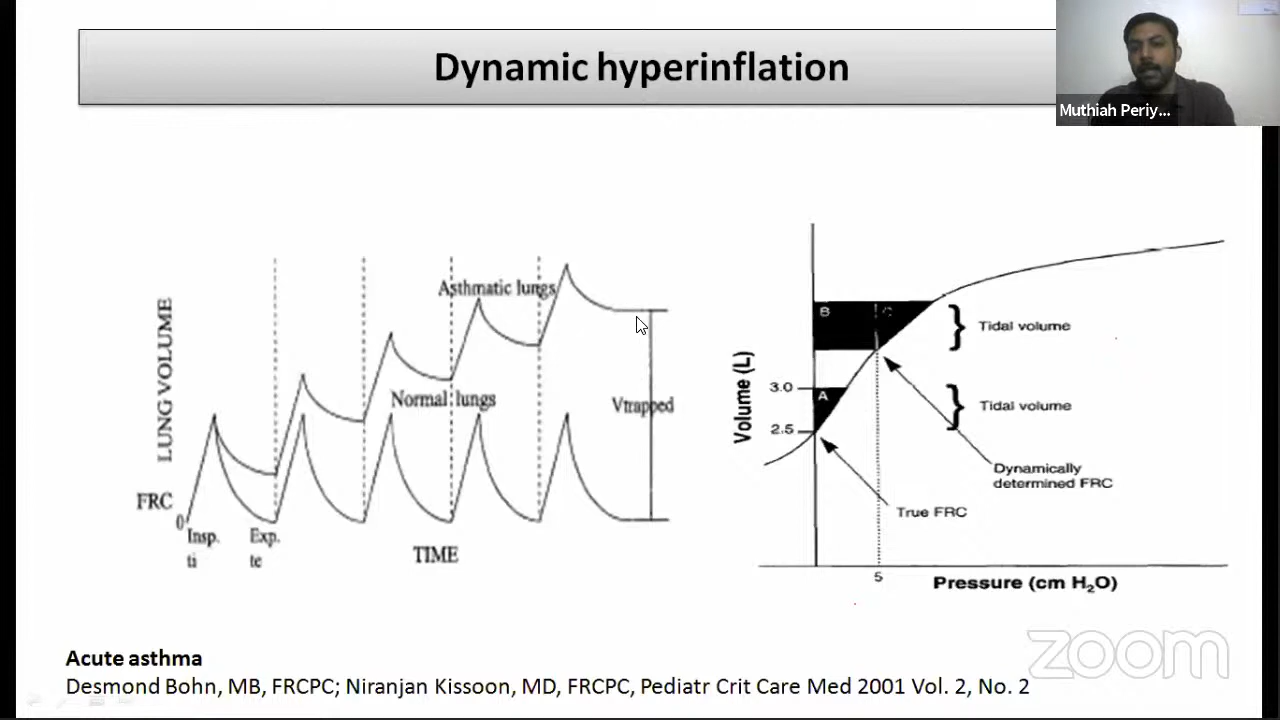 Dynamic hyperinflation
Muthiah Periy...
LUNG VOLUME
Asthmatic lungs
Normal lungs
Vtrapped
FRC
0
Insp.
ti
Exp.
te
TIME
Volume (L)
B
C
A
3.0
2.5
Tidal volume
Tidal volume
Dynamically
determined FRC
True FRC
5
Pressure (cm H₂O)
zoom
Acute asthma
Desmond Bohn, MB, FRCPC; Niranjan Kissoon, MD, FRCPC, Pediatr Crit Care Med 2001 Vol. 2, No. 2